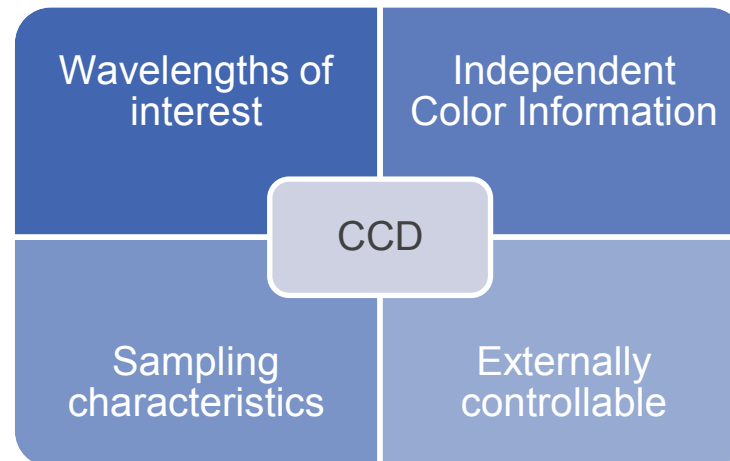 Wavelengths of
interest
Independent
Color Information
CCD
Sampling
characteristics
Externally
controllable